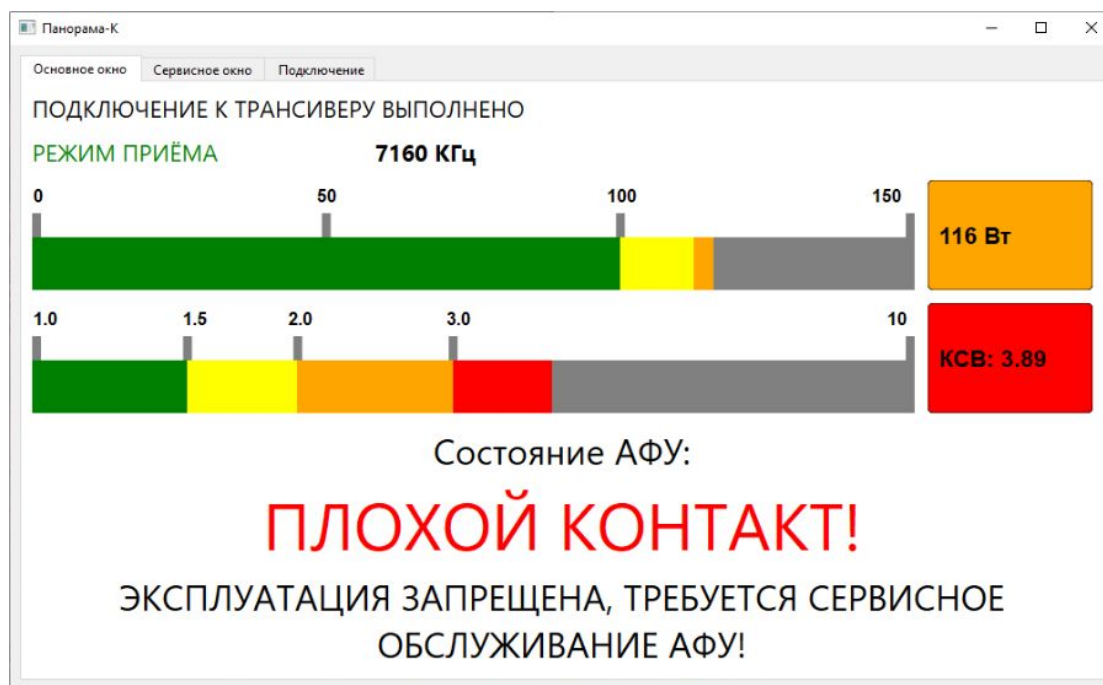 Панорама-К
Основное окно Сервисное окно Подключение
ПОДКЛЮЧЕНИЕ К ТРАНСИВЕРУ ВЫПОЛНЕНО
РЕЖИМ ПРИЁМА 7160 КГц
0 50 100 150
116 Вт
1.0 1.5 2.0 3.0 10
КСВ: 3.89
Состояние АФУ:
ПЛОХОЙ КОНТАКТ!
ЭКСПЛУАТАЦИЯ ЗАПРЕЩЕНА, ТРЕБУЕТСЯ СЕРВИСНОЕ
ОБСЛУЖИВАНИЕ АФУ!